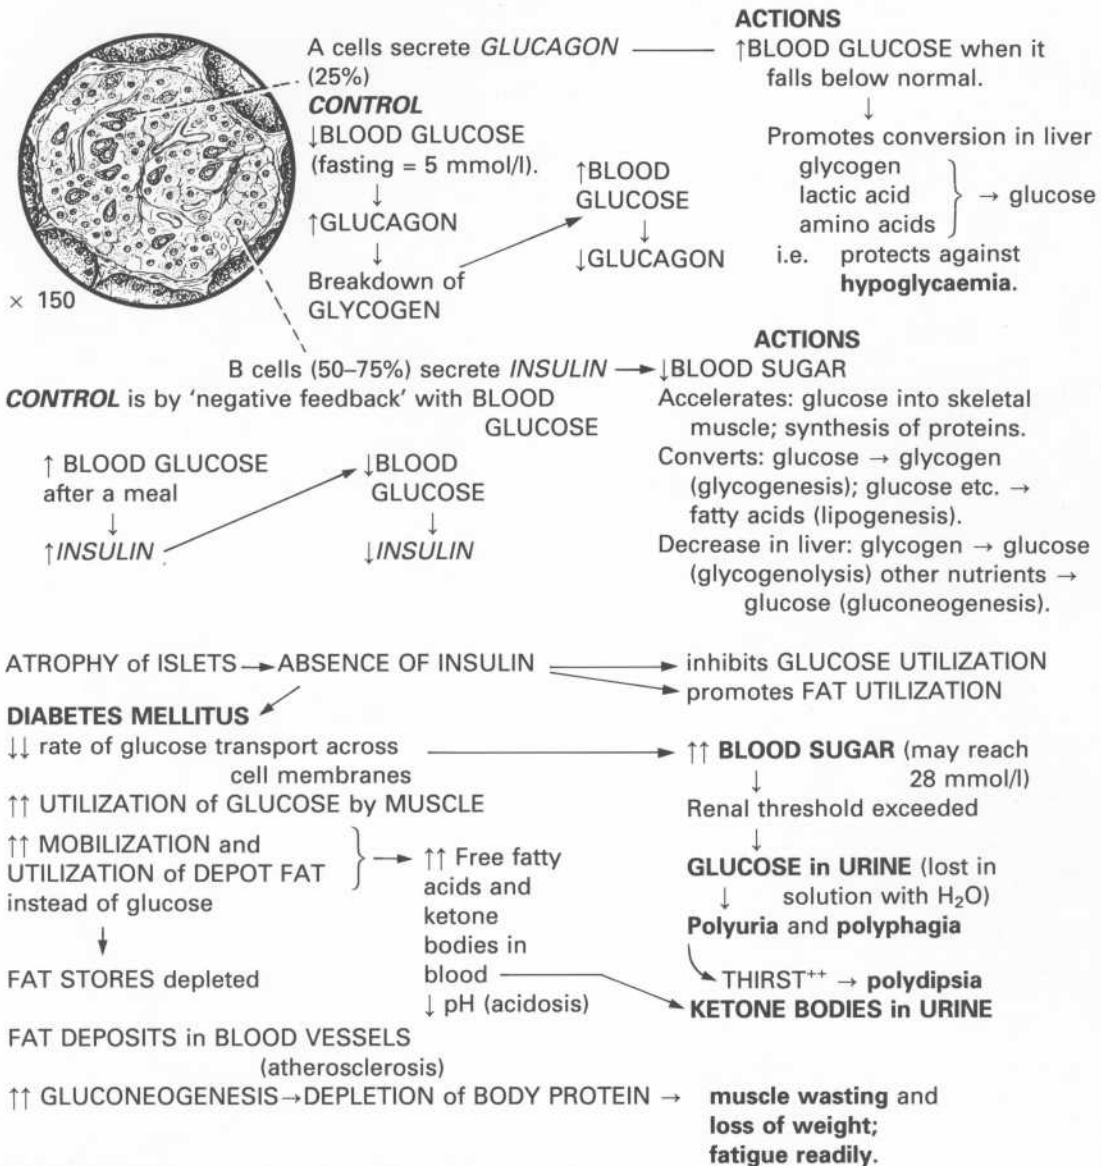 A cells secrete GLUCAGON
(25%)
CONTROL
↓BLOOD GLUCOSE
(fasting = 5 mmol/l).
↓
↑GLUCAGON
↓
Breakdown of
GLYCOGEN
↑BLOOD
GLUCOSE
↓
↓GLUCAGON
ACTIONS
↑BLOOD GLUCOSE when it
falls below normal.
↓
Promotes conversion in liver
glycogen
lactic acid
amino acids
} → glucose
i.e. protects against
hypoglycaemia.
× 150
B cells (50–75%) secrete INSULIN →
CONTROL is by 'negative feedback' with BLOOD
GLUCOSE
↑ BLOOD GLUCOSE
after a meal
↓
↑INSULIN
↓BLOOD
GLUCOSE
↓
↓INSULIN
ACTIONS
↓BLOOD SUGAR
Accelerates: glucose into skeletal
muscle; synthesis of proteins.
Converts: glucose → glycogen
(glycogenesis); glucose etc. →
fatty acids (lipogenesis).
Decrease in liver: glycogen → glucose
(glycogenolysis) other nutrients →
glucose (gluconeogenesis).
ATROPHY of ISLETS → ABSENCE OF INSULIN
→ inhibits GLUCOSE UTILIZATION
→ promotes FAT UTILIZATION
DIABETES MELLITUS
↓↓ rate of glucose transport across
cell membranes
↑↑ UTILIZATION of GLUCOSE by MUSCLE
↑↑ MOBILIZATION and
UTILIZATION of DEPOT FAT
instead of glucose
↓
FAT STORES depleted
} → ↑↑ Free fatty
acids and
ketone
bodies in
blood
↓ pH (acidosis)
→ ↑↑ BLOOD SUGAR (may reach
28 mmol/l)
↓
Renal threshold exceeded
↓
GLUCOSE in URINE (lost in
↓ solution with H₂O)
Polyuria and polyphagia
THIRST⁺⁺ → polydipsia
KETONE BODIES in URINE
FAT DEPOSITS in BLOOD VESSELS
(atherosclerosis)
↑↑ GLUCONEOGENESIS→DEPLETION of BODY PROTEIN →
muscle wasting and
loss of weight;
fatigue readily.